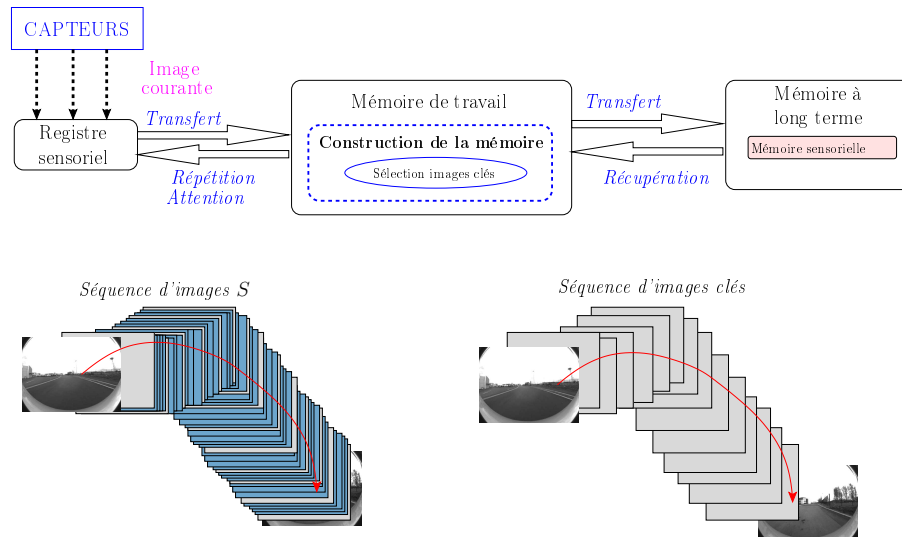 CAPTEURS
Image
courante
Transfert
Registre
sensoriel
Répétition
Attention
Mémoire de travail
Construction de la mémoire
Sélection images clés
Transfert
Récupération
Mémoire à
long terme
Mémoire sensorielle
Séquence d'images S
Séquence d'images clés